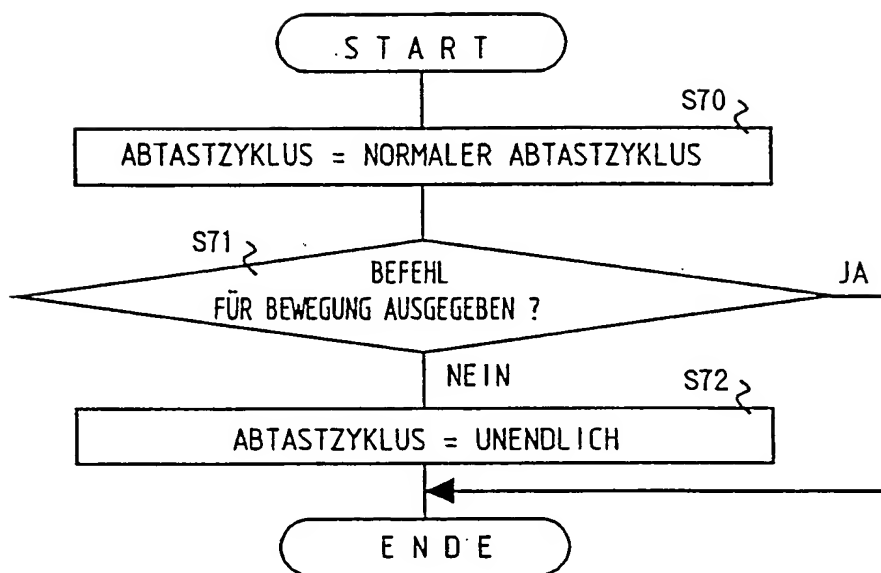 START
S70
ABTASTZYKLUS = NORMALER ABTASTZYKLUS
S71
BEFEHL
FÜR BEWEGUNG AUSGEGEBEN ?
JA
NEIN
S72
ABTASTZYKLUS = UNENDLICH
ENDE